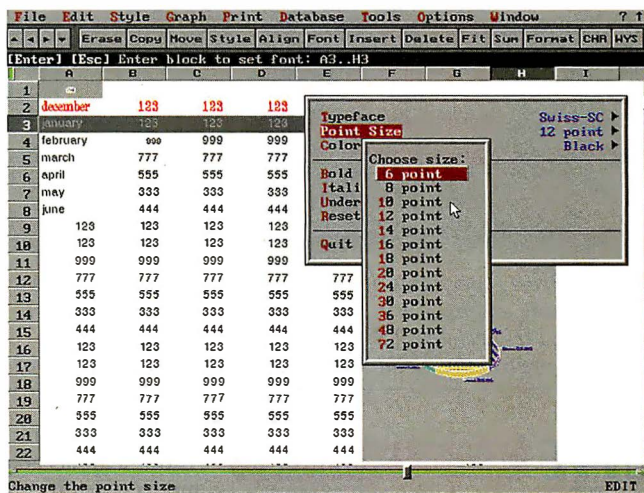 File Edit Style Graph Print Database Tools Options Window ? ↑
Erase Copy Move Style Align Font Insert Delete Fit Sum Format CHR WYS
[Enter] [Esc] Enter block to set font: A3..H3
A B C D E F G H I
1
2 december 123 123 123
3 january 123 123 123
4 february 999 999 999
5 march 777 777 777
6 april 555 555 555
7 may 333 333 333
8 june 444 444 444
9 123 123 123 123
10 123 123 123 123
11 999 999 999 999
12 777 777 777 777 777
13 555 555 555 555 555
14 333 333 333 333 333
15 444 444 444 444 444
16 123 123 123 123 123
17 123 123 123 123 123
18 999 999 999 999 999
19 777 777 777 777 777
20 555 555 555 555 555
21 333 333 333 333 333
22 444 444 444 444 444
Typeface Swiss-SC
Point Size 12 point
Color Black
Bold
Itali
Under
Reset
Quit
Choose size:
6 point
8 point
10 point
12 point
14 point
16 point
18 point
20 point
24 point
30 point
36 point
48 point
72 point
Change the point size EDIT